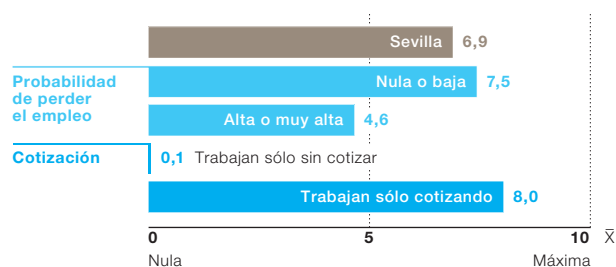 Sevilla 6,9
Probabilidad
de perder
el empleo
Nula o baja 7,5
Alta o muy alta 4,6
Cotización
0,1 Trabajan sólo sin cotizar
Trabajan sólo cotizando 8,0
0 5 10 X̅
Nula Máxima